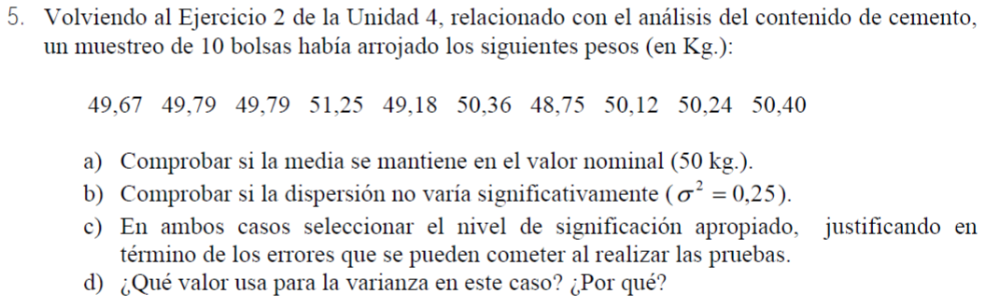 5. Volviendo al Ejercicio 2 de la Unidad 4, relacionado con el análisis del contenido de cemento,
un muestreo de 10 bolsas había arrojado los siguientes pesos (en Kg.):
49,67 49,79 49,79 51,25 49,18 50,36 48,75 50,12 50,24 50,40
a) Comprobar si la media se mantiene en el valor nominal (50 kg.).
b) Comprobar si la dispersión no varía significativamente (σ² = 0,25).
c) En ambos casos seleccionar el nivel de significación apropiado, justificando en
término de los errores que se pueden cometer al realizar las pruebas.
d) ¿Qué valor usa para la varianza en este caso? ¿Por qué?